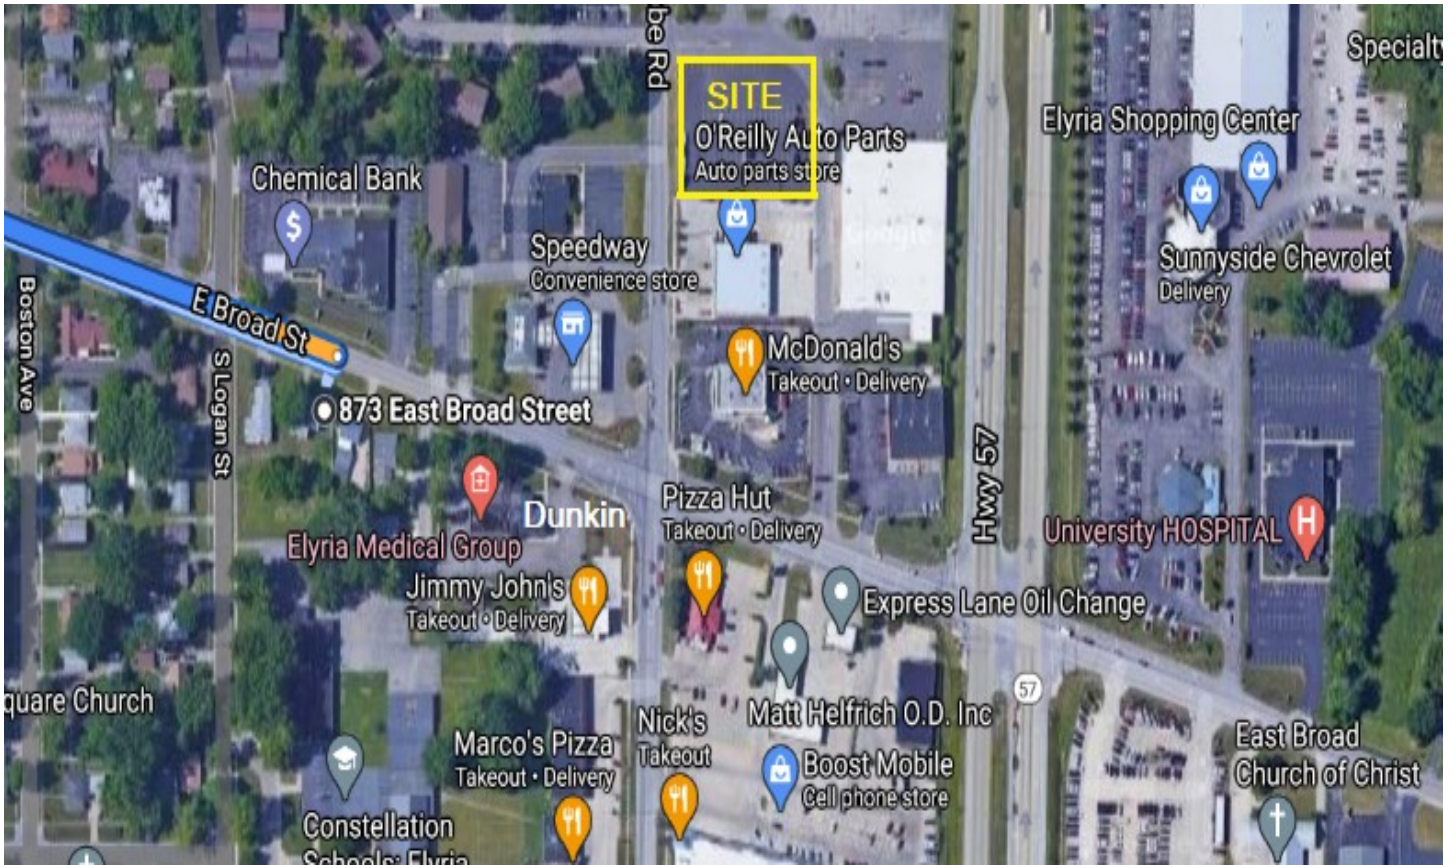 be Rd
SITE
O'Reilly Auto Parts
Auto parts store
Specialty
Elyria Shopping Center
Chemical Bank
$
Speedway
Convenience store
Google
Sunnyside Chevrolet
Delivery
Boston Ave
E Broad St
S Logan St
McDonald's
Takeout • Delivery
873 East Broad Street
Hwy 57
Dunkin
Pizza Hut
Takeout • Delivery
Elyria Medical Group
University HOSPITAL
H
Jimmy John's
Takeout • Delivery
Express Lane Oil Change
57
quare Church
Matt Helfrich O.D. Inc
Nick's
Takeout
Marco's Pizza
Takeout • Delivery
Boost Mobile
Cell phone store
East Broad
Church of Christ
Constellation
Schools: Elyria